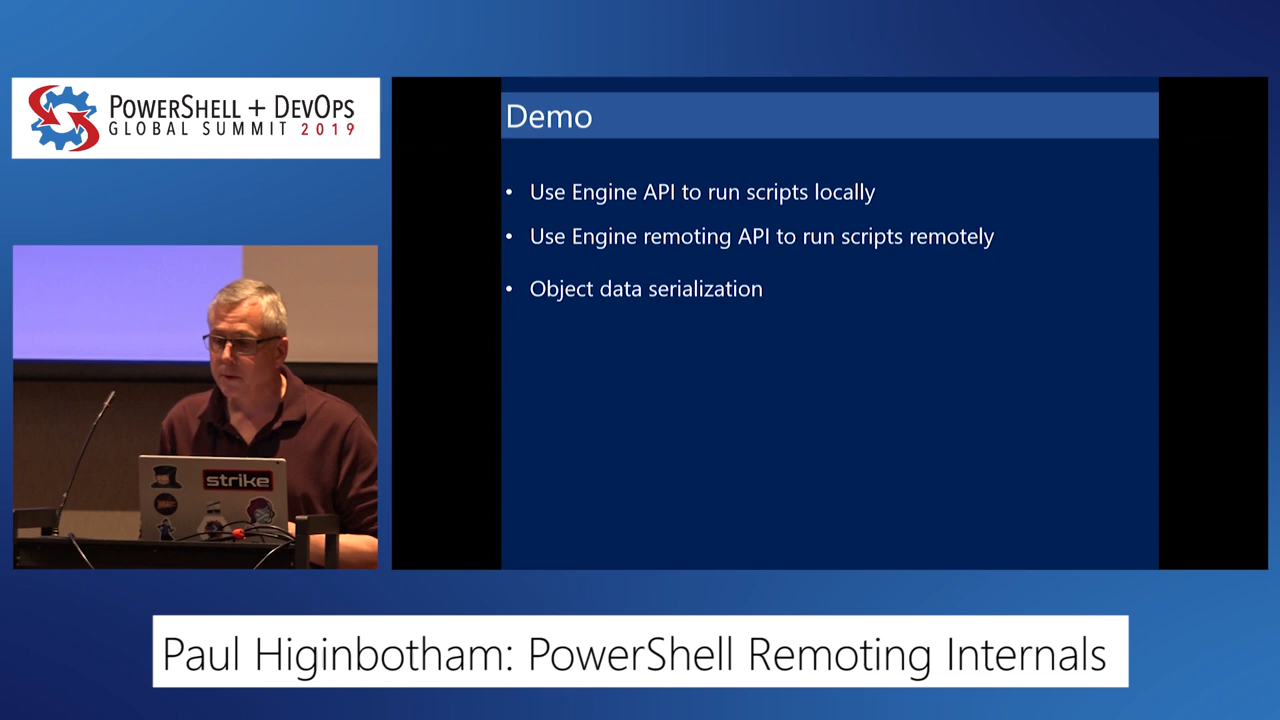 POWERSHELL + DEVOPS
GLOBAL SUMMIT 2019
Demo
• Use Engine API to run scripts locally
• Use Engine remoting API to run scripts remotely
• Object data serialization
strike
Paul Higinbotham: PowerShell Remoting Internals